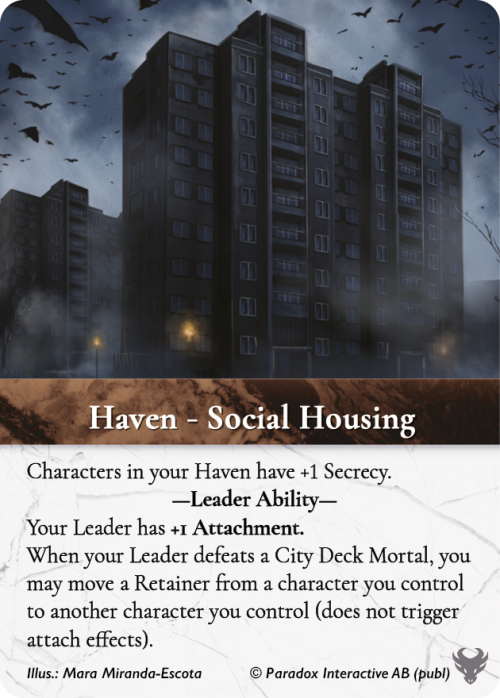 Haven - Social Housing
Characters in your Haven have +1 Secrecy.
—Leader Ability—
Your Leader has +1 Attachment.
When your Leader defeats a City Deck Mortal, you
may move a Retainer from a character you control
to another character you control (does not trigger
attach effects).
Illus.: Mara Miranda-Escota © Paradox Interactive AB (publ)